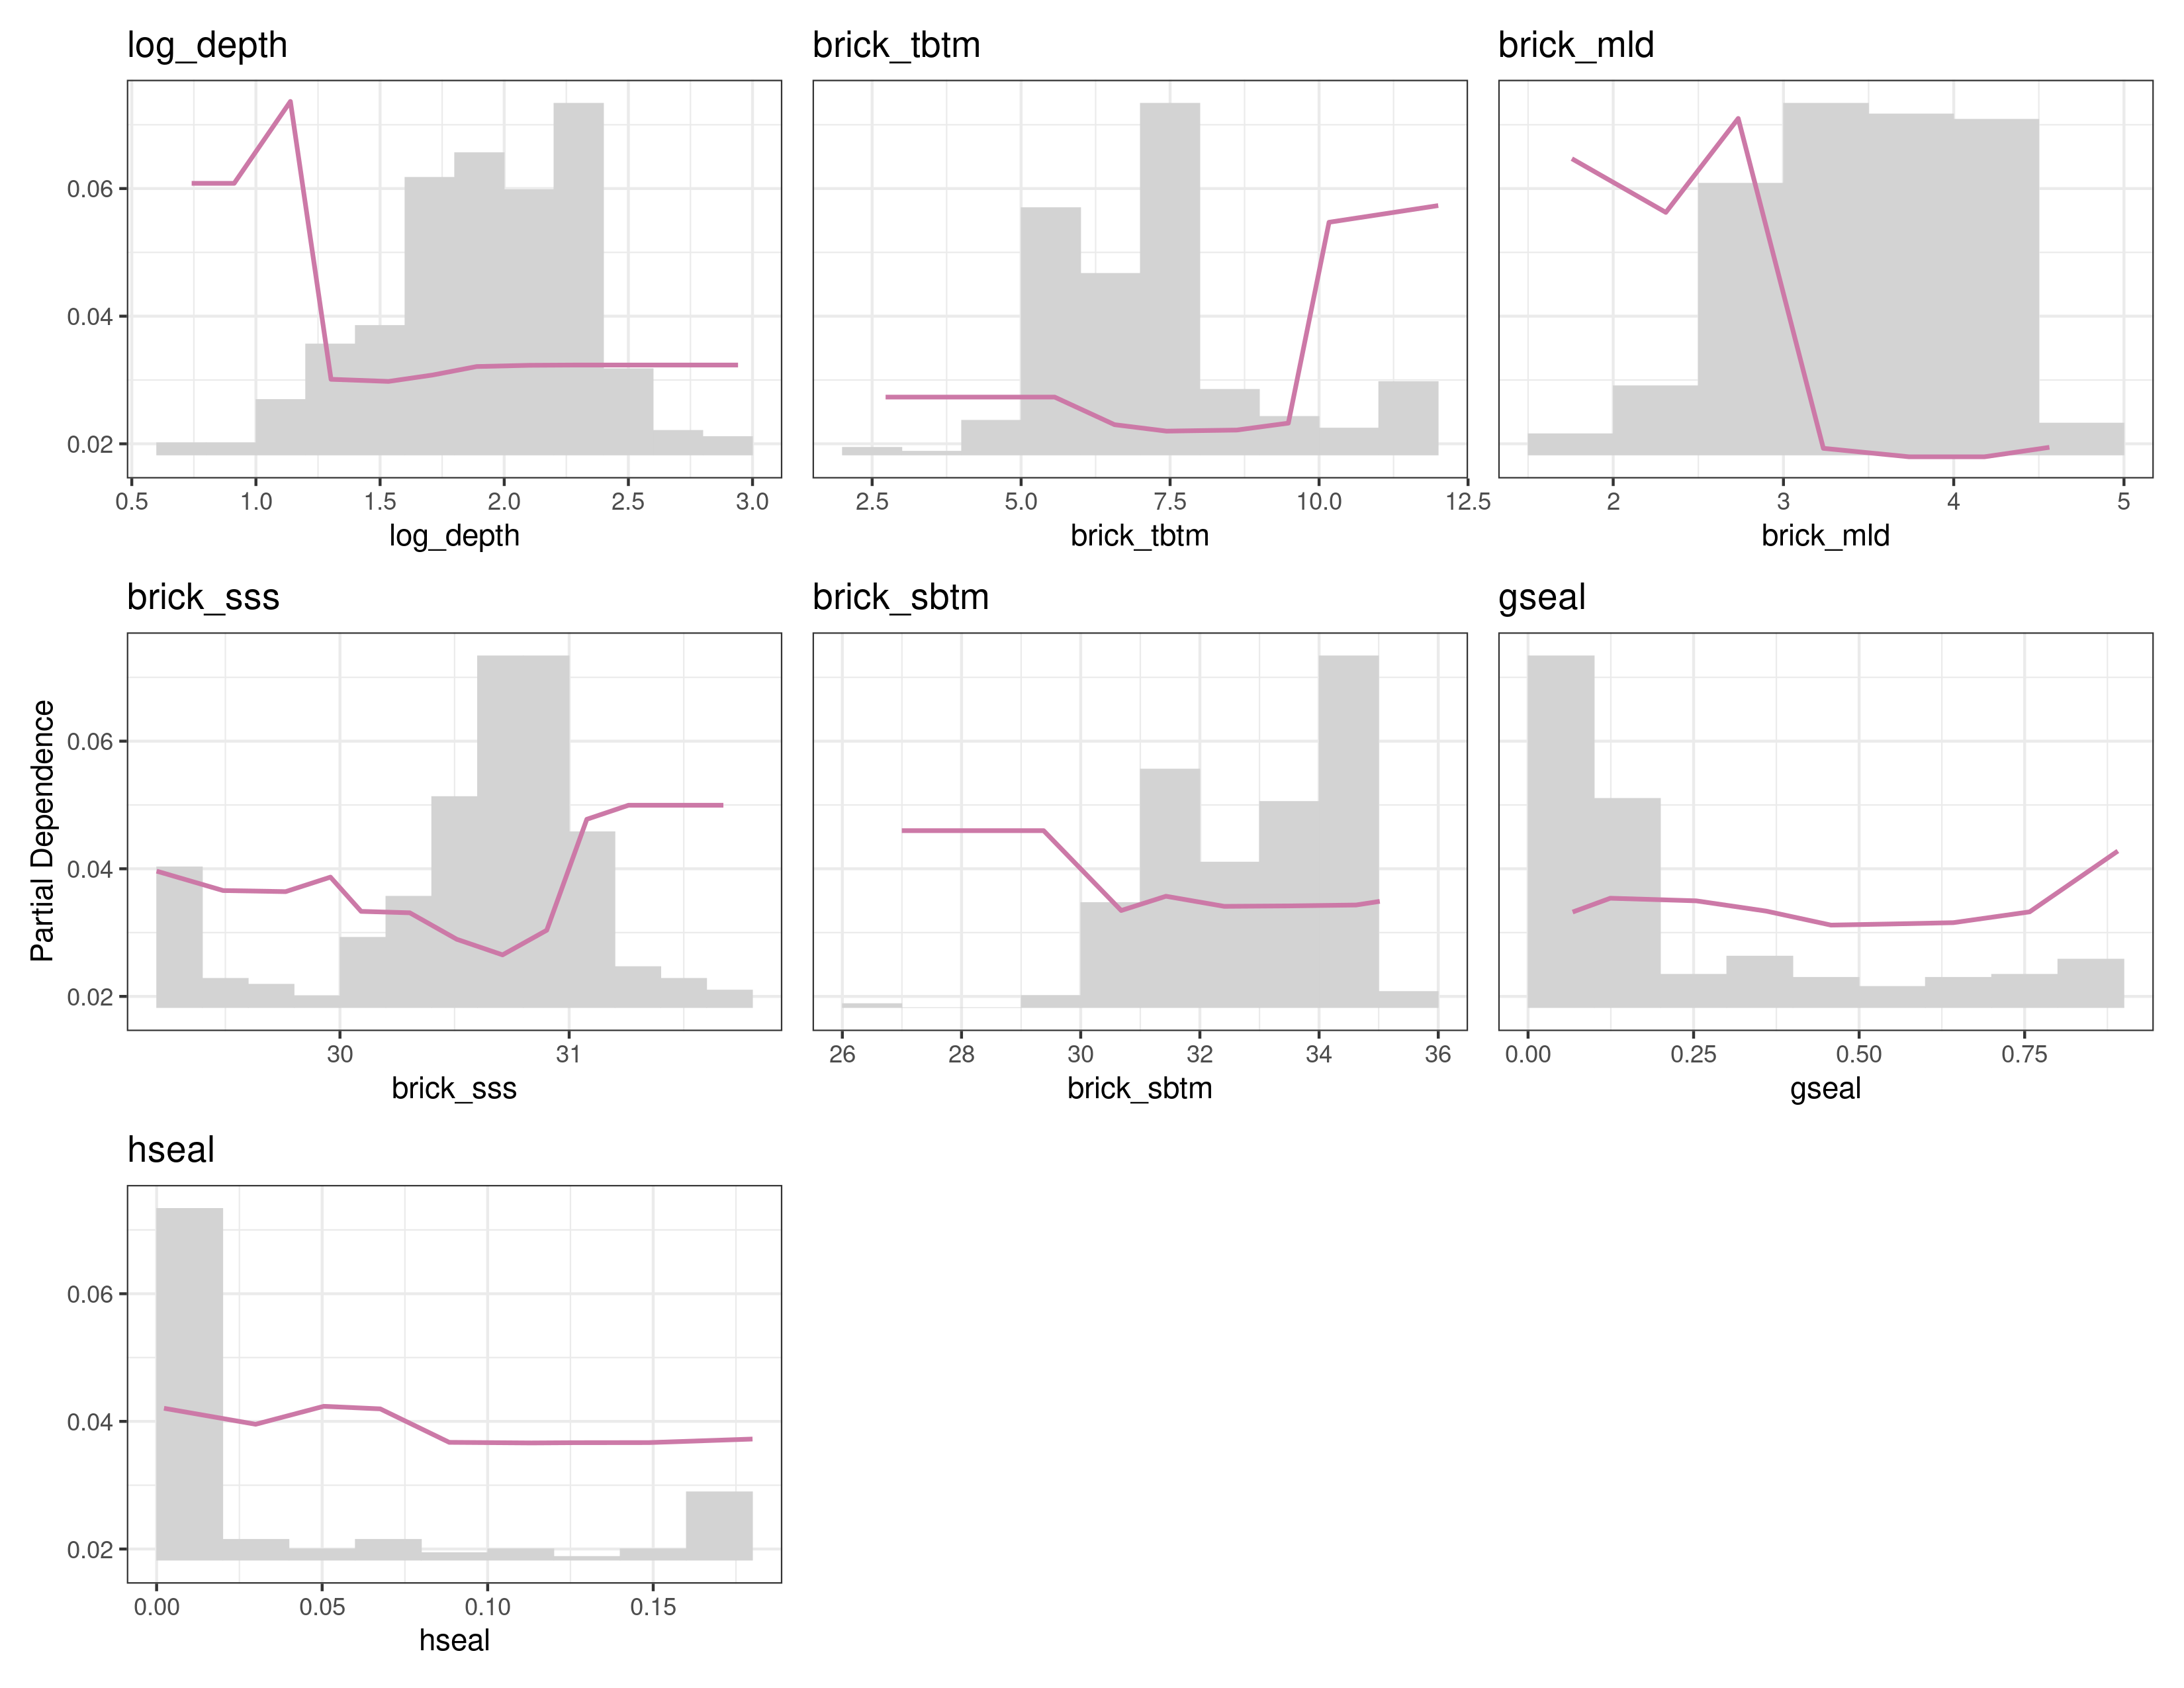 log_depth
brick_tbtm
brick_mld
0.06
0.04
0.02
0.5 1.0 1.5 2.0 2.5 3.0
2.5 5.0 7.5 10.0 12.5
2 3 4 5
log_depth
brick_tbtm
brick_mld
brick_sss
brick_sbtm
gseal
Partial Dependence
0.06
0.04
0.02
30 31
26 28 30 32 34 36
0.00 0.25 0.50 0.75
brick_sss
brick_sbtm
gseal
hseal
0.06
0.04
0.02
0.00 0.05 0.10 0.15
hseal